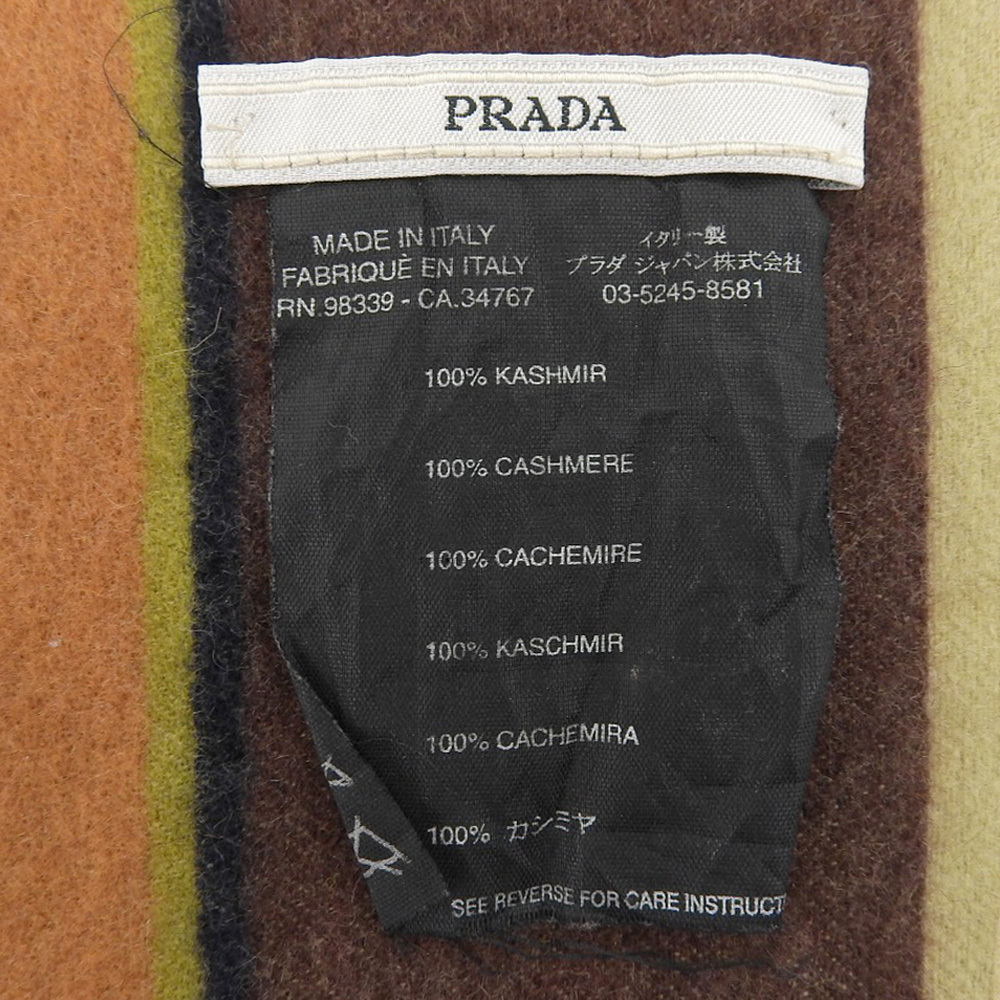 PRADA
MADE IN ITALY
FABRIQUÈ EN ITALY
RN 98339 - CA.34767
イタリー製
プラダ ジャパン株式会社
03-5245-8581
100% KASHMIR
100% CASHMERE
100% CACHEMIRE
100% KASCHMIR
100% CACHEMIRA
100% カシミヤ
SEE REVERSE FOR CARE INSTRUCT